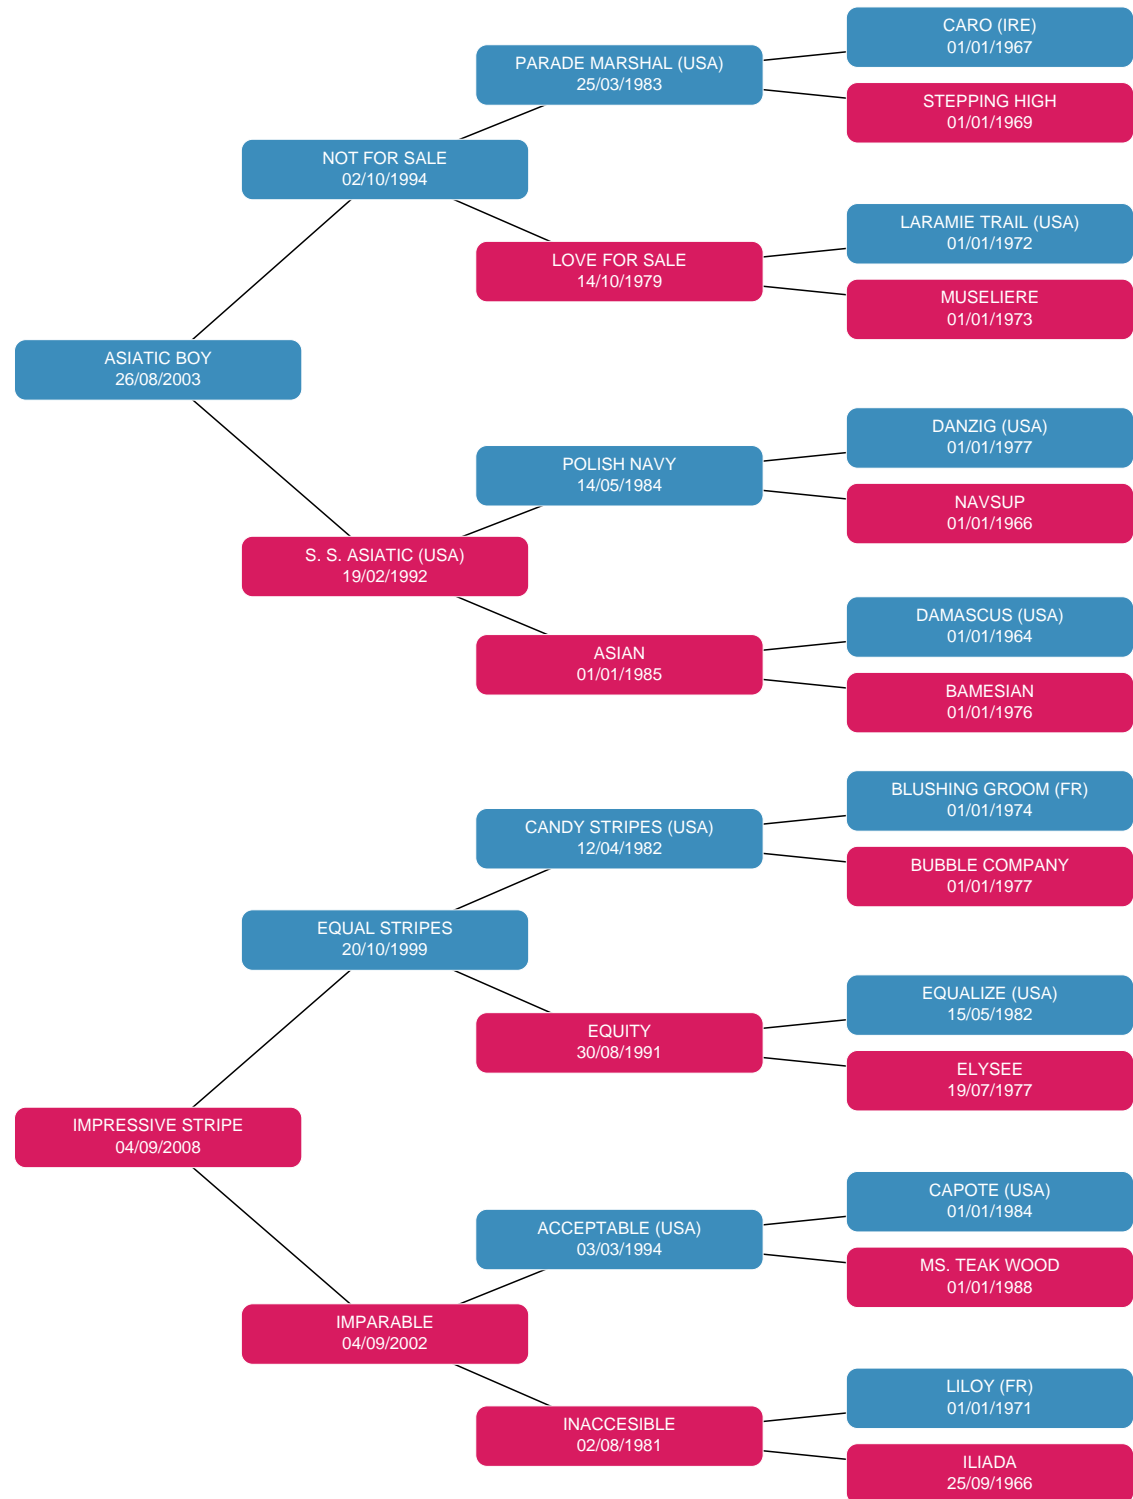 CARO (IRE)
01/01/1967
PARADE MARSHAL (USA)
25/03/1983
STEPPING HIGH
01/01/1969
NOT FOR SALE
02/10/1994
LARAMIE TRAIL (USA)
01/01/1972
LOVE FOR SALE
14/10/1979
MUSELIERE
01/01/1973
ASIATIC BOY
26/08/2003
DANZIG (USA)
01/01/1977
POLISH NAVY
14/05/1984
NAVSUP
01/01/1966
S. S. ASIATIC (USA)
19/02/1992
DAMASCUS (USA)
01/01/1964
ASIAN
01/01/1985
BAMESIAN
01/01/1976
BLUSHING GROOM (FR)
01/01/1974
CANDY STRIPES (USA)
12/04/1982
BUBBLE COMPANY
01/01/1977
EQUAL STRIPES
20/10/1999
EQUALIZE (USA)
15/05/1982
EQUITY
30/08/1991
ELYSEE
19/07/1977
IMPRESSIVE STRIPE
04/09/2008
CAPOTE (USA)
01/01/1984
ACCEPTABLE (USA)
03/03/1994
MS. TEAK WOOD
01/01/1988
IMPARABLE
04/09/2002
LILOY (FR)
01/01/1971
INACCESIBLE
02/08/1981
ILIADA
25/09/1966